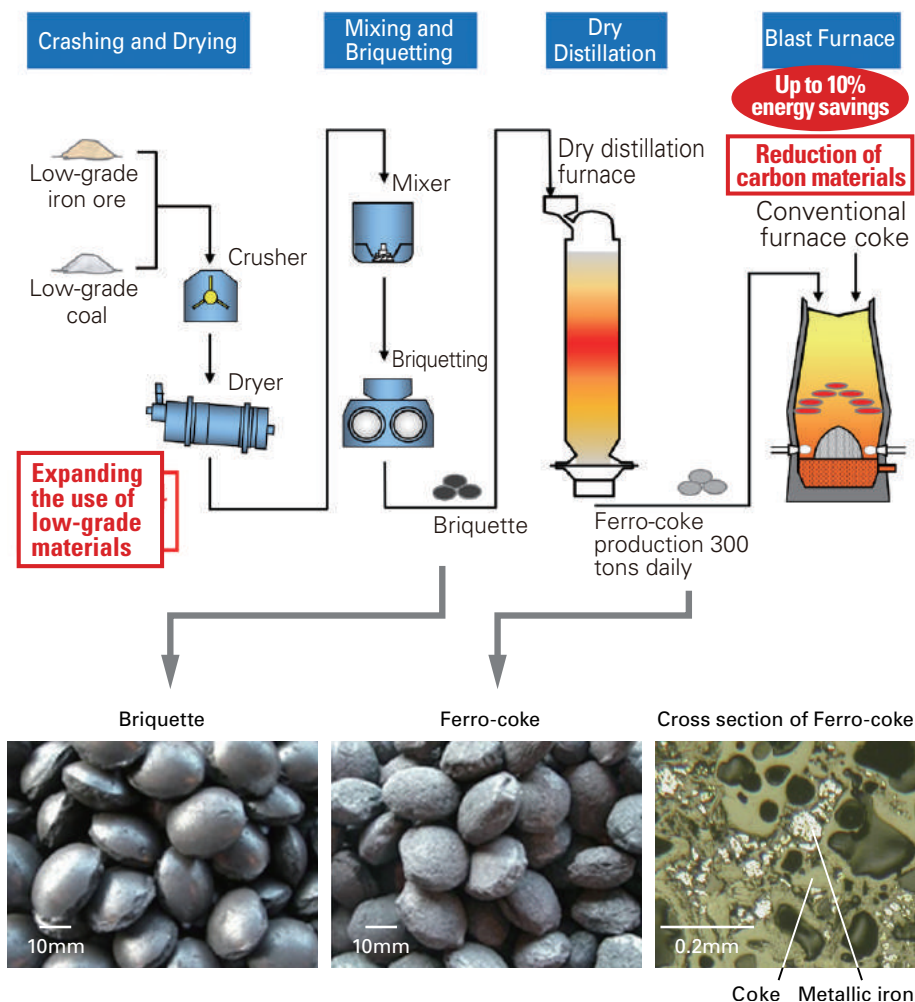 Crashing and Drying
Mixing and
Briquetting
Dry
Distillation
Blast Furnace
Up to 10%
energy savings
Reduction of
carbon materials
Conventional
furnace coke
Low-grade
iron ore
Low-grade
coal
Crusher
Dryer
Expanding
the use of
low-grade
materials
Mixer
Briquetting
Briquette
Dry distillation
furnace
Ferro-coke
production 300
tons daily
Briquette
Ferro-coke
Cross section of Ferro-coke
10mm
10mm
0.2mm
Coke
Metallic iron